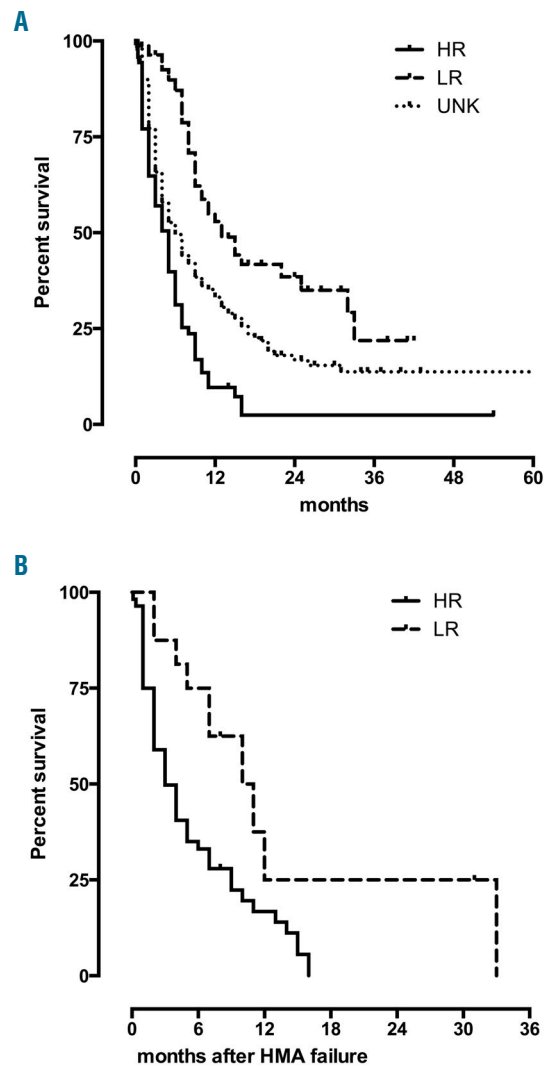 A
100
75
50
25
0
Percent survival
HR
LR
UNK
0 12 24 36 48 60
months
B
100
75
50
25
0
Percent survival
HR
LR
0 6 12 18 24 30 36
months after HMA failure